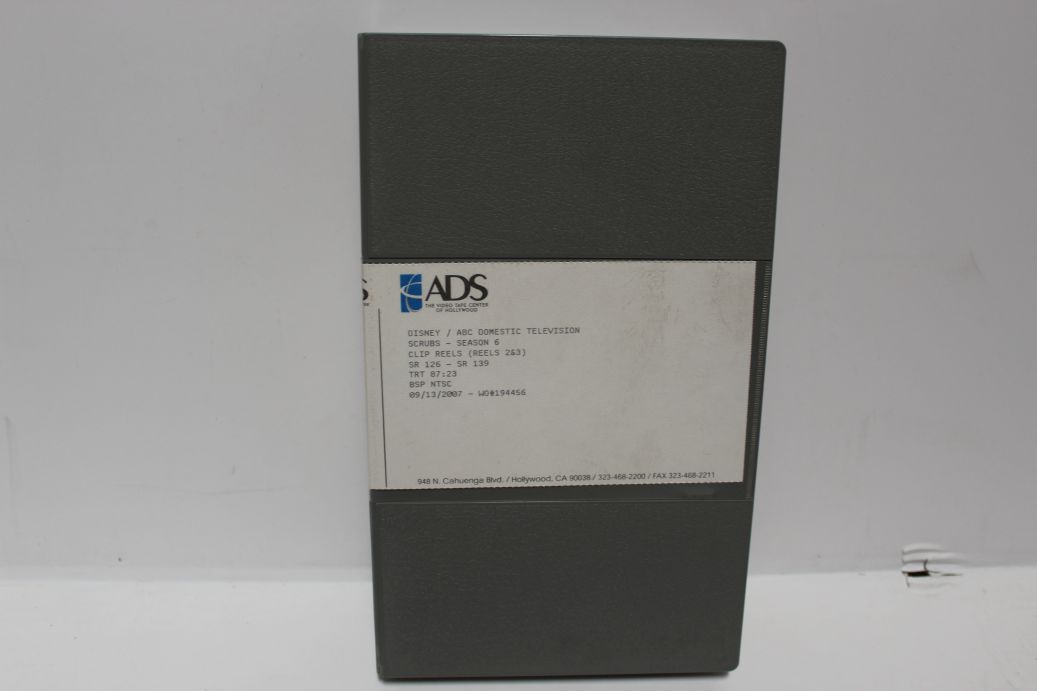 ADS
THE VIDEO TAPE CENTER
OF HOLLYWOOD
DISNEY / ABC DOMESTIC TELEVISION
SCRUBS - SEASON 6
CLIP REELS (REELS 2&3)
SR 126 - SR 139
TRT 87:23
BSP NTSC
09/13/2007 - WO#194456
948 N. Cahuenga Blvd. / Hollywood, CA 90038 / 323-468-2200 / FAX 323-468-2211